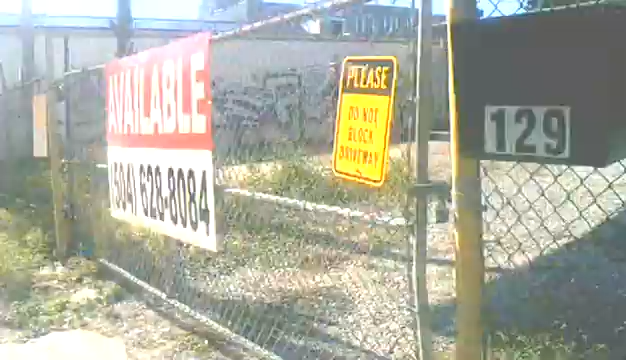 AVAILABLE
(504) 628-8084
PLEASE
DO NOT
BLOCK
DRIVEWAY
129